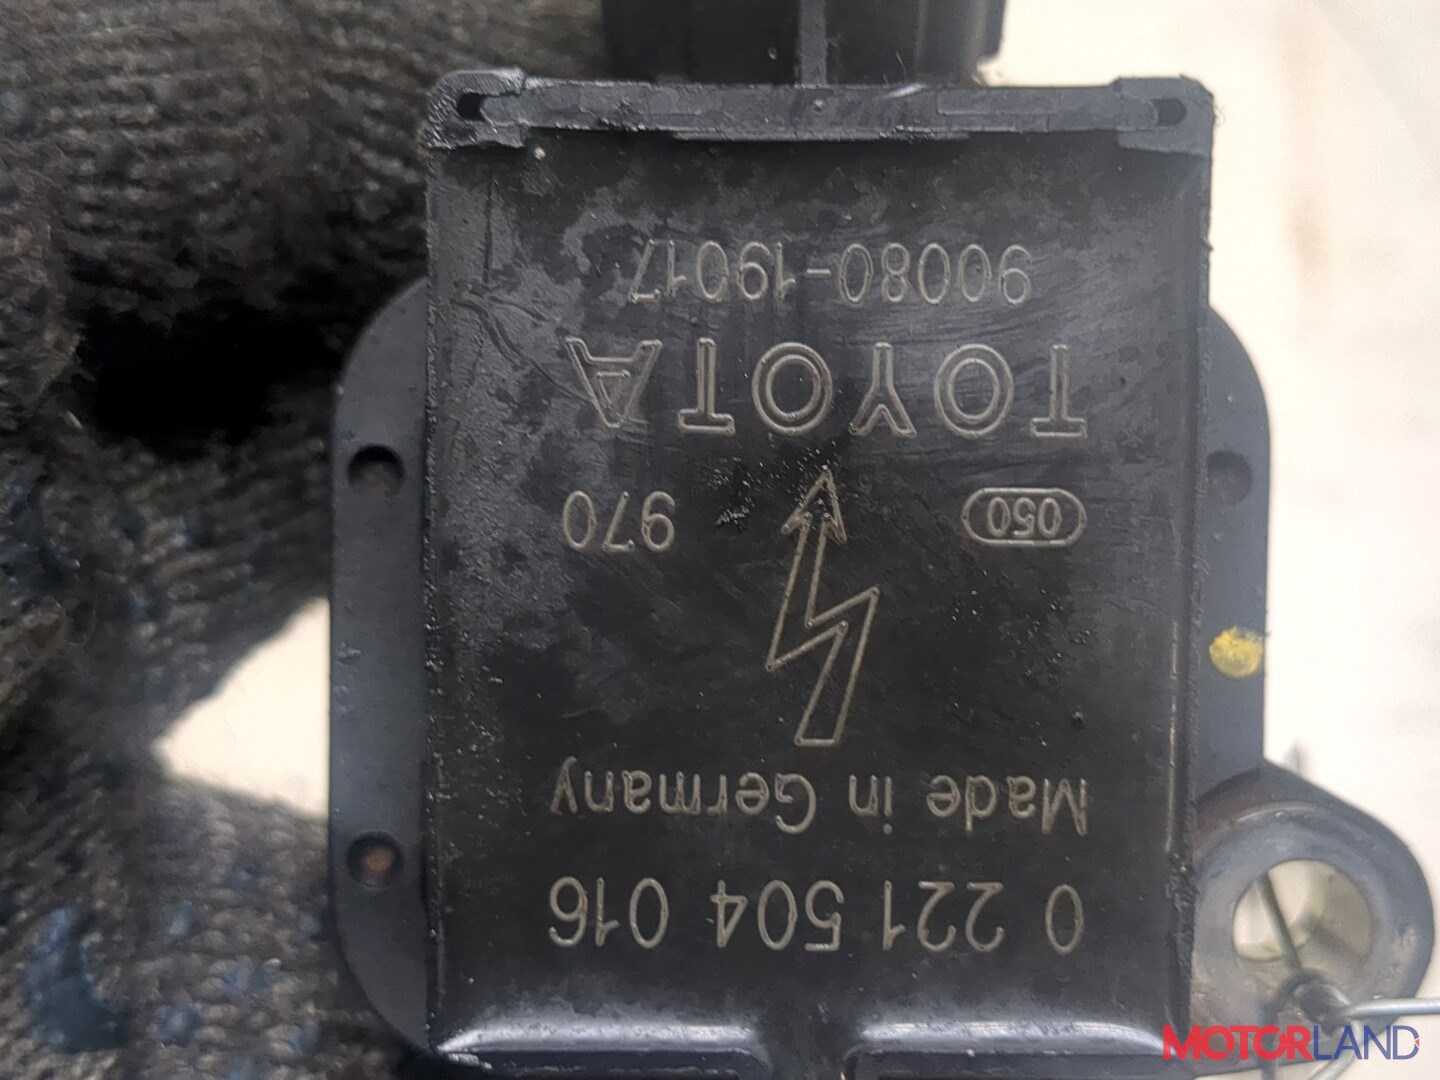 0 221 504 016
Made in Germany
050 970
TOYOTA
90080-19017
MOTORLAND